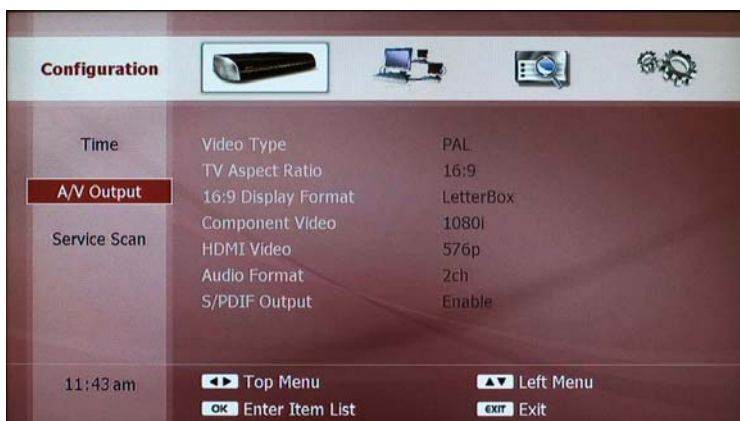 Configuration
Time
A/V Output
Service Scan
Video Type PAL
TV Aspect Ratio 16:9
16:9 Display Format LetterBox
Component Video 1080i
HDMI Video 576p
Audio Format 2ch
S/PDIF Output Enable
11:43 am
◄► Top Menu
▲▼ Left Menu
OK Enter Item List
EXIT Exit